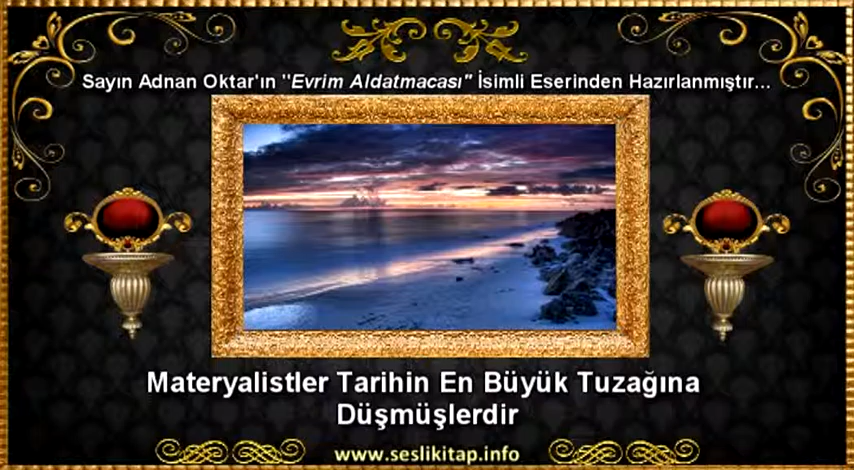 Sayın Adnan Oktar'ın "Evrim Aldatmacası" İsimli Eserinden Hazırlanmıştır...
Materyalistler Tarihin En Büyük Tuzağına
Düşmüşlerdir
www.seslikitap.info